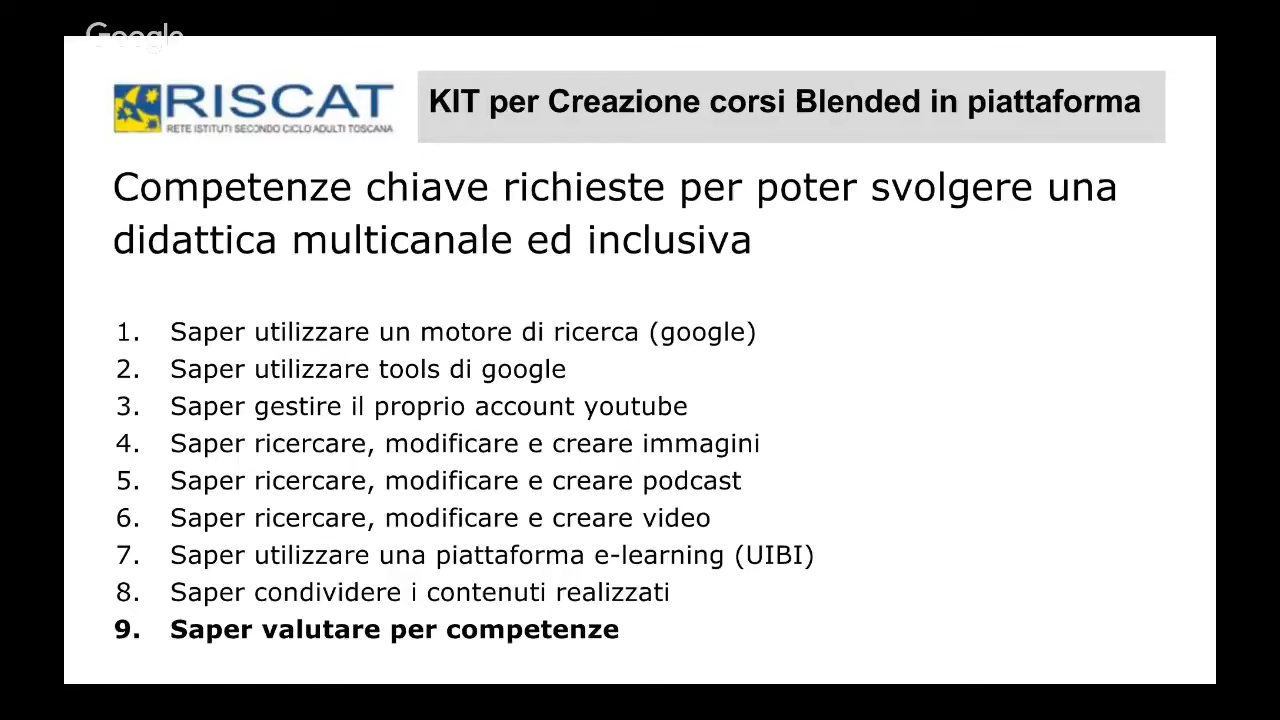 Google
RISCAT
RETE ISTITUTI SECONDO CICLO ADULTI TOSCANA
KIT per Creazione corsi Blended in piattaforma
Competenze chiave richieste per poter svolgere una
didattica multicanale ed inclusiva
1. Saper utilizzare un motore di ricerca (google)
2. Saper utilizzare tools di google
3. Saper gestire il proprio account youtube
4. Saper ricercare, modificare e creare immagini
5. Saper ricercare, modificare e creare podcast
6. Saper ricercare, modificare e creare video
7. Saper utilizzare una piattaforma e-learning (UIBI)
8. Saper condividere i contenuti realizzati
9. Saper valutare per competenze